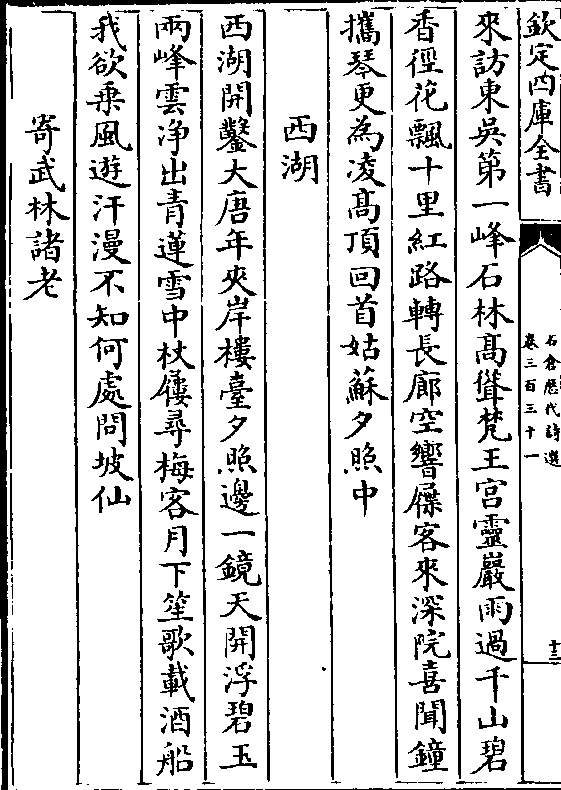 欽定四庫全書
石倉歷代詩選
卷三百三十一
十三
來訪東吳第一峰石林髙聳梵王宫靈巖雨過千山碧
香徑花飄十里紅路轉長廊空響屧客來深院喜聞鐘
攜琴更為凌髙頂回首姑蘇夕照中
西湖
西湖開鑿大唐年夾岸樓臺夕照邊一鏡天開浮碧玉
兩峰雲净出青蓮雪中杖屨尋梅客月下笙歌載酒船
我欲乗風遊汗漫不知何處問坡仙
寄武林諸老